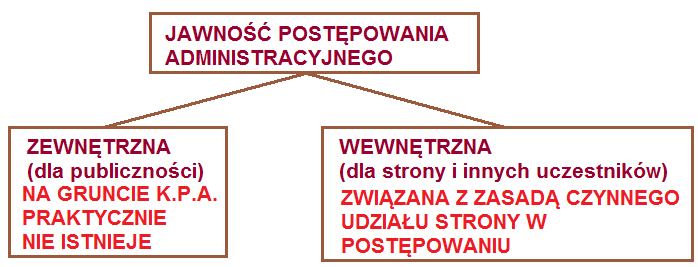 JAWNOŚĆ POSTĘPOWANIA
ADMINISTRACYJNEGO
ZEWNĘTRZNA
(dla publiczności)
NA GRUNCIE K.P.A.
PRAKTYCZNIE
NIE ISTNIEJE
WEWNĘTRZNA
(dla strony i innych uczestników)
ZWIĄZANA Z ZASADĄ CZYNNEGO
UDZIAŁU STRONY W
POSTĘPOWANIU